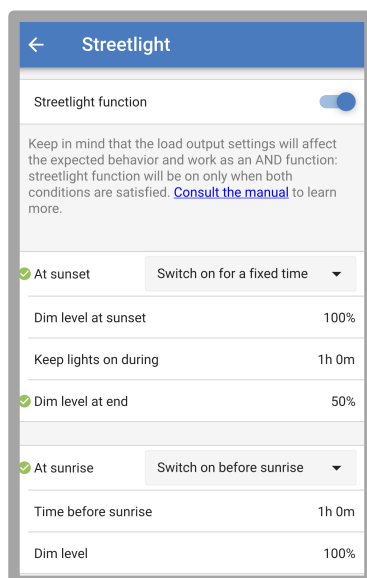 Streetlight
Streetlight function
Keep in mind that the load output settings will affect
the expected behavior and work as an AND function:
streetlight function will be on only when both
conditions are satisfied. Consult the manual to learn
more.
At sunset Switch on for a fixed time
Dim level at sunset 100%
Keep lights on during 1h 0m
Dim level at end 50%
At sunrise Switch on before sunrise
Time before sunrise 1h 0m
Dim level 100%